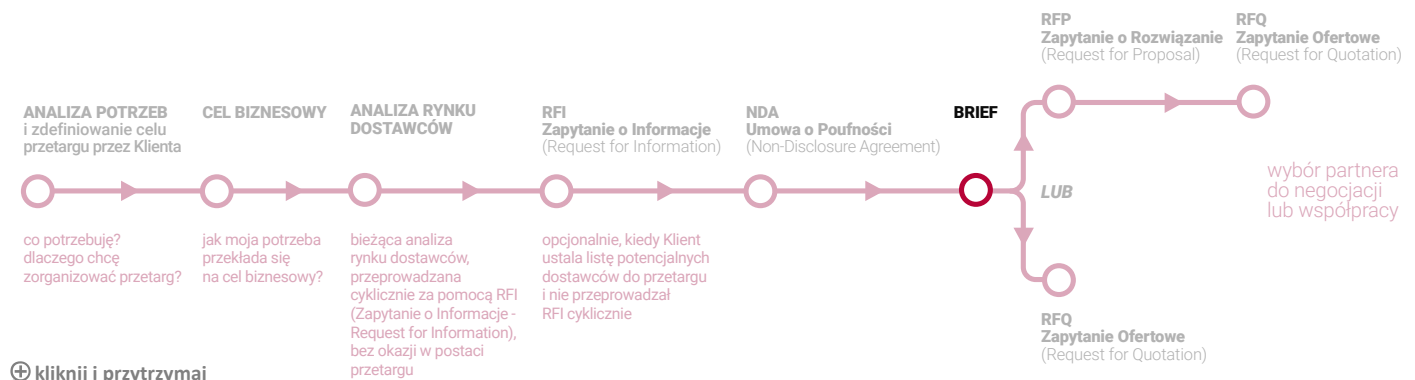 ANALIZA POTRZEB
i zdefiniowanie celu
przetargu przez Klienta
co potrzebuję?
dlaczego chcę
zorganizować przetarg?
CEL BIZNESOWY
jak moja potrzeba
przekłada się
na cel biznesowy?
ANALIZA RYNKU
DOSTAWCÓW
bieżąca analiza
rynku dostawców,
przeprowadzana
cyklicznie za pomocą RFI
(Zapytanie o Informacje -
Request for Information),
bez okazji w postaci
przetargu
RFI
Zapytanie o Informacje
(Request for Information)
opcjonalnie, kiedy Klient
ustala listę potencjalnych
dostawców do przetargu
i nie przeprowadzał
RFI cyklicznie
NDA
Umowa o Poufności
(Non-Disclosure Agreement)
BRIEF
LUB
RFP
Zapytanie o Rozwiązanie
(Request for Proposal)
RFQ
Zapytanie Ofertowe
(Request for Quotation)
wybór partnera
do negocjacji
lub współpracy
RFQ
Zapytanie Ofertowe
(Request for Quotation)
kliknij i przytrzymaj